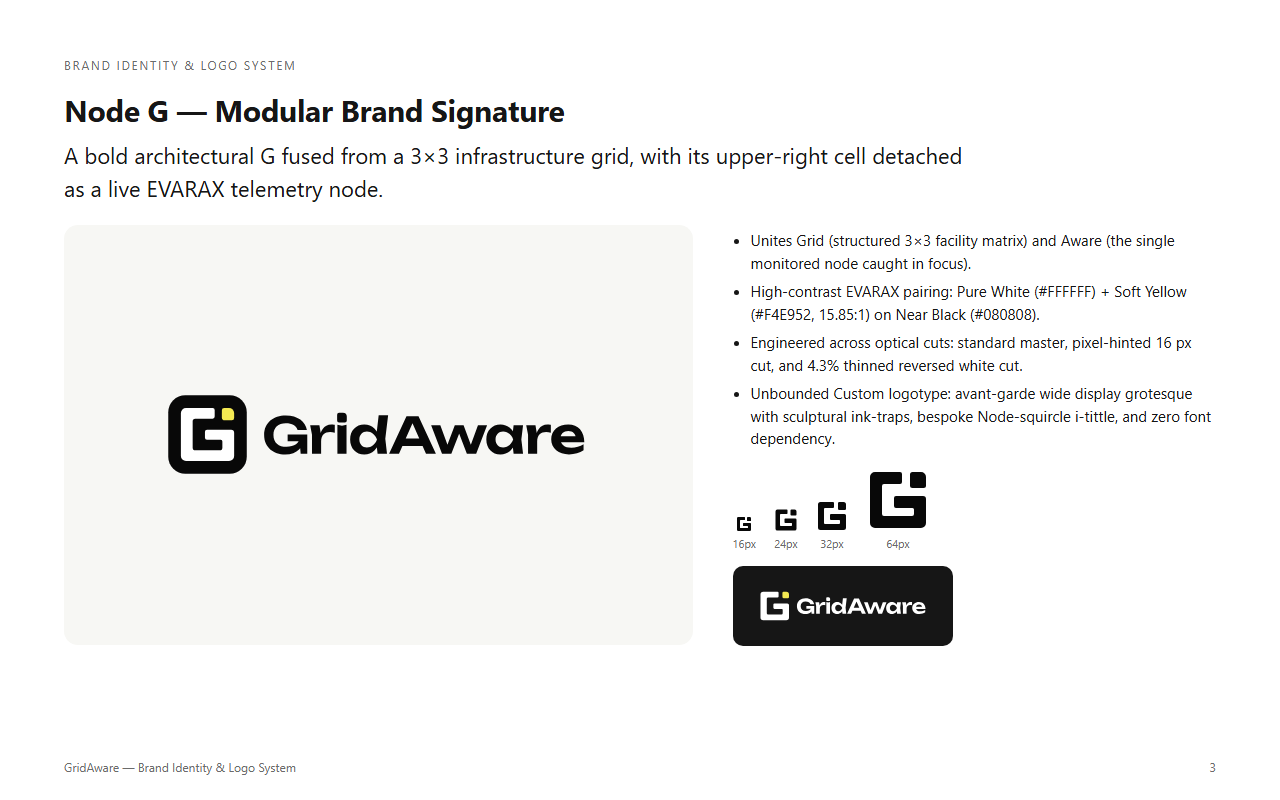 BRAND IDENTITY & LOGO SYSTEM
Node G — Modular Brand Signature
A bold architectural G fused from a 3×3 infrastructure grid, with its upper-right cell detached
as a live EVARAX telemetry node.
GridAware
• Unites Grid (structured 3×3 facility matrix) and Aware (the single
monitored node caught in focus).
• High-contrast EVARAX pairing: Pure White (#FFFFFF) + Soft Yellow
(#F4E952, 15.85:1) on Near Black (#080808).
• Engineered across optical cuts: standard master, pixel-hinted 16 px
cut, and 4.3% thinned reversed white cut.
• Unbounded Custom logotype: avant-garde wide display grotesque
with sculptural ink-traps, bespoke Node-squircle i-tittle, and zero font
dependency.
16px 24px 32px 64px
GridAware
GridAware — Brand Identity & Logo System 3